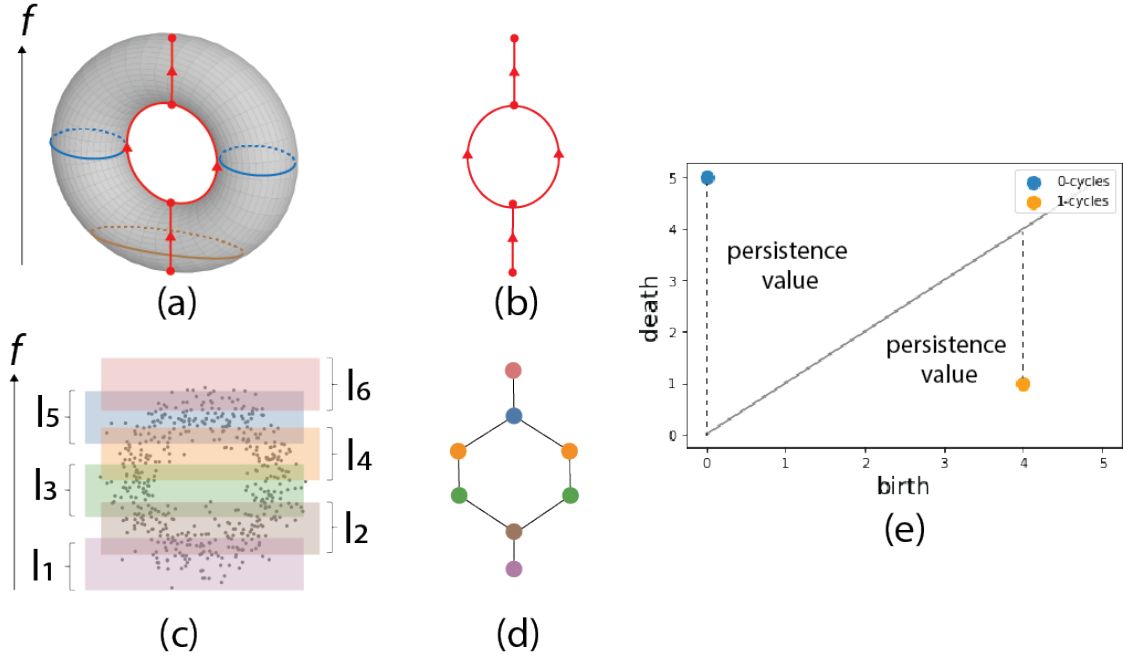 f
(a)
(b)
f
I5
I3
I1
I6
I4
I2
(c)
(d)
death
5
4
3
2
1
0
0-cycles
1-cycles
persistence
value
persistence
value
0 1 2 3 4 5
birth
(e)